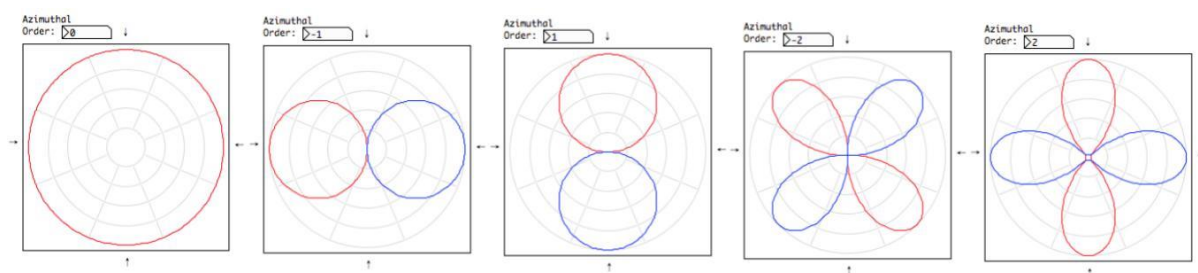 Azimuthal
Order: 0
Azimuthal
Order: -1
Azimuthal
Order: 1
Azimuthal
Order: -2
Azimuthal
Order: 2